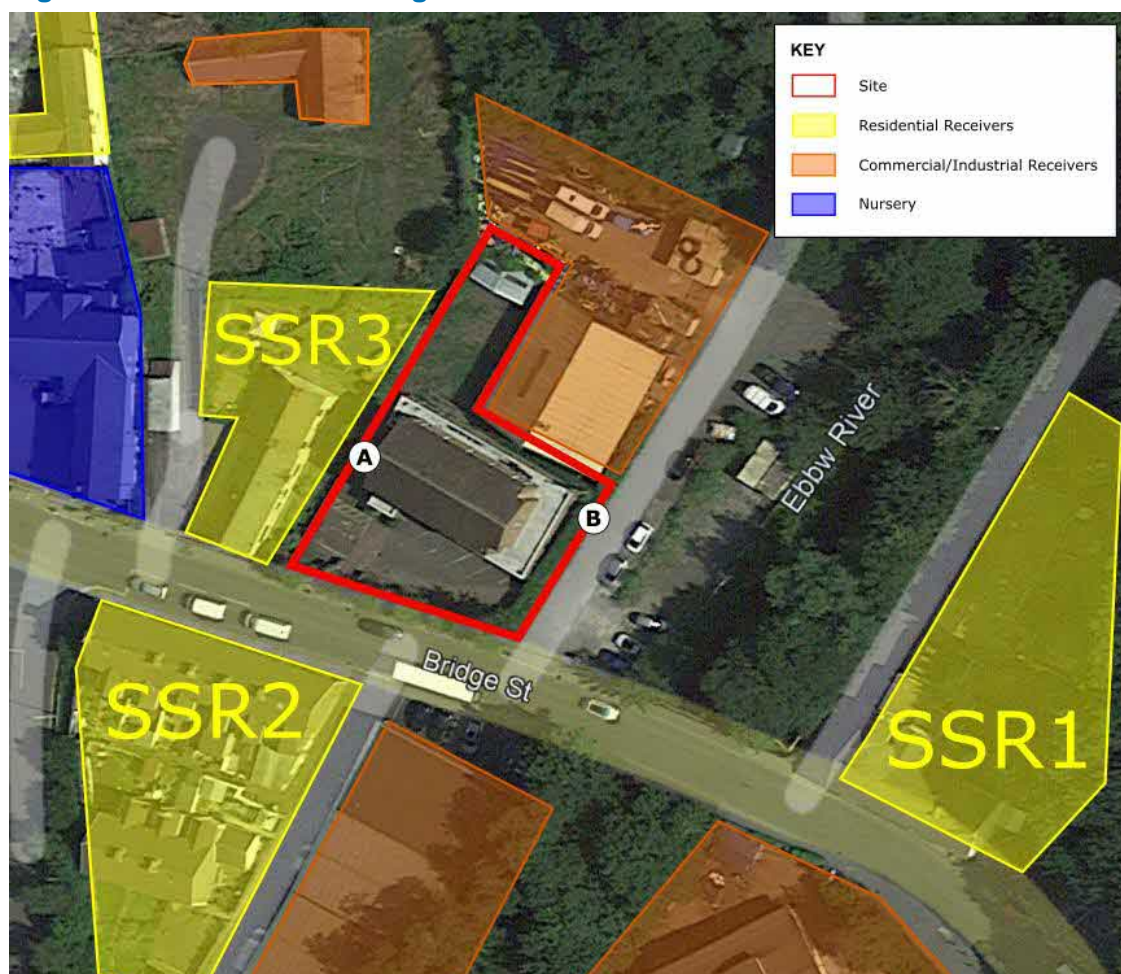 KEY
Site
Residential Receivers
Commercial/Industrial Receivers
Nursery
SSR3
A
B
Ebbw River
Bridge St
SSR2
SSR1